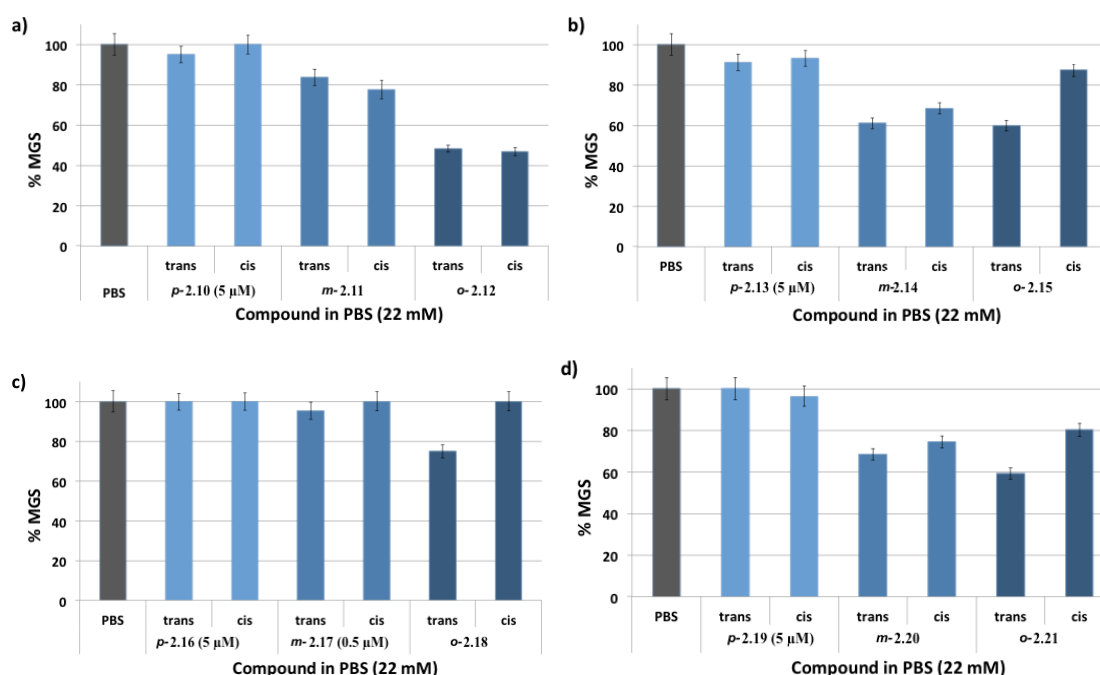 a)
% MGS
100
80
60
40
20
0
PBS
trans cis trans cis trans cis
p-2.10 (5 µM) m-2.11 o-2.12
Compound in PBS (22 mM)
b)
% MGS
100
80
60
40
20
0
PBS trans cis trans cis trans cis
p-2.13 (5 µM) m-2.14 o-2.15
Compound in PBS (22 mM)
c)
% MGS
100
80
60
40
20
0
PBS trans cis trans cis trans cis
p-2.16 (5 µM) m-2.17 (0.5 µM) o-2.18
Compound in PBS (22 mM)
d)
% MGS
100
80
60
40
20
0
PBS trans cis trans cis trans cis
p-2.19 (5 µM) m-2.20 o-2.21
Compound in PBS (22 mM)